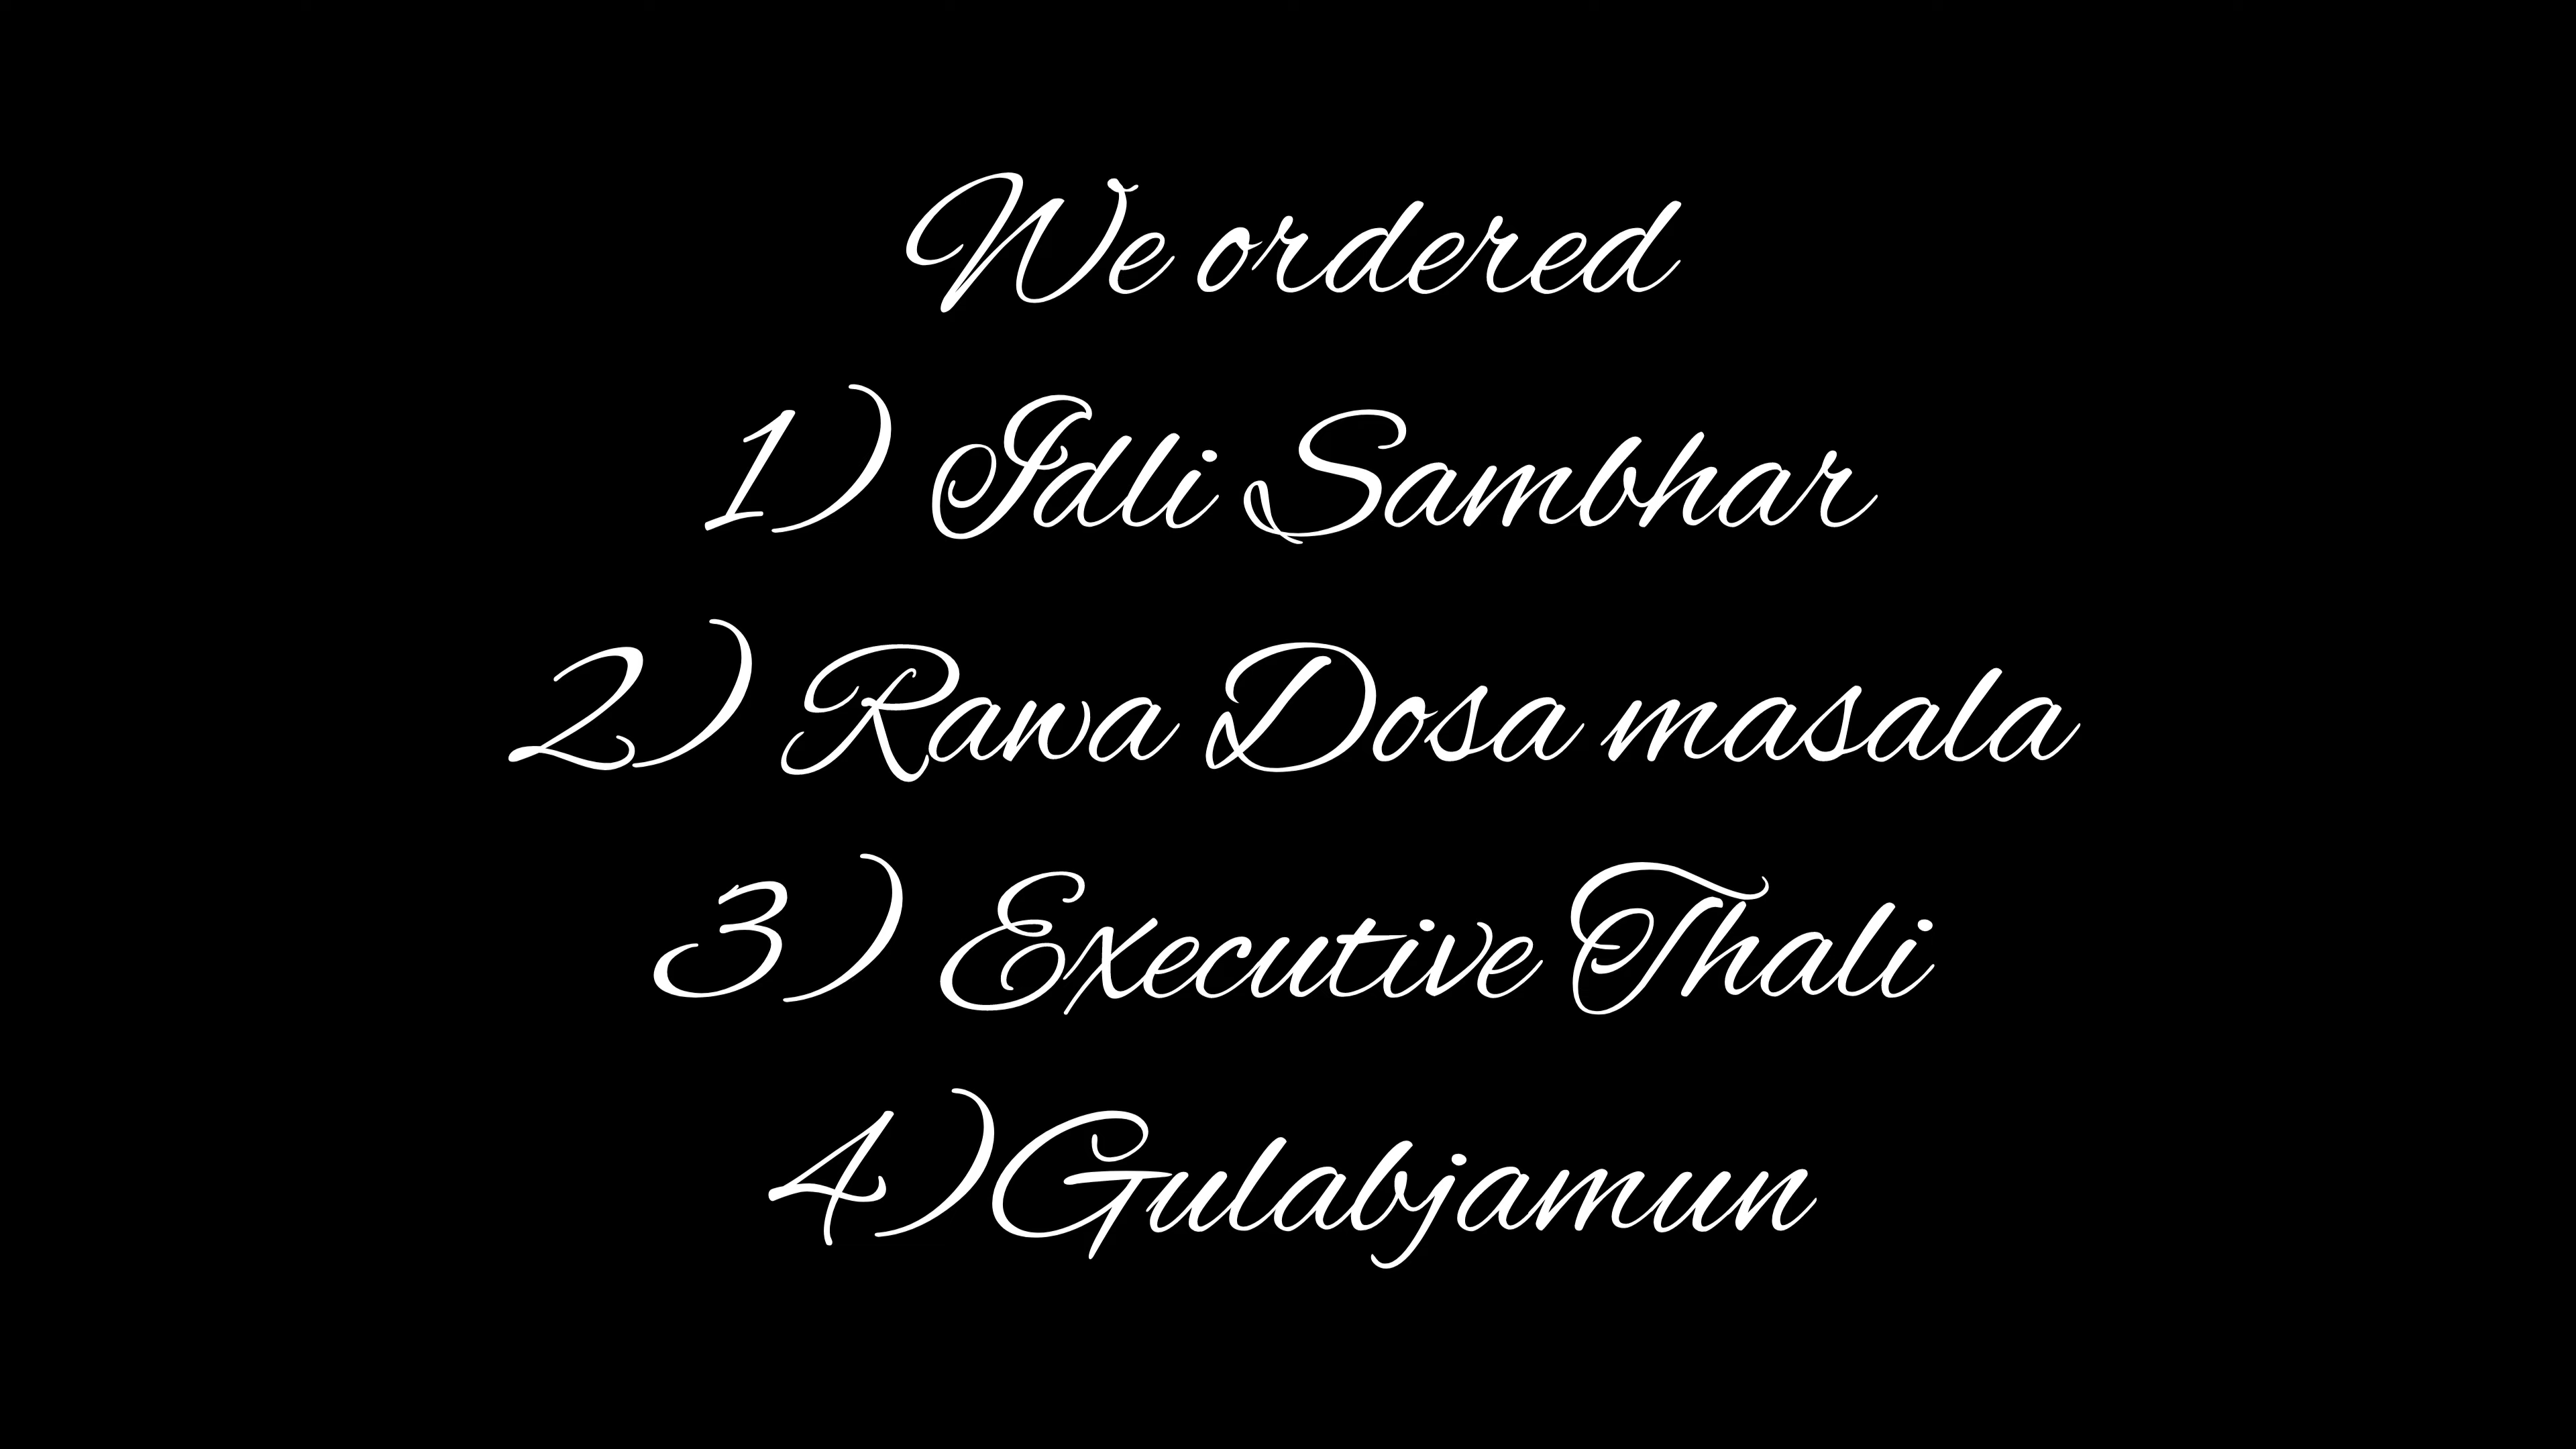 We ordered
1) Idli Sambhar
2) Rawa Dosa masala
3) Executive Thali
4)Gulabjamun